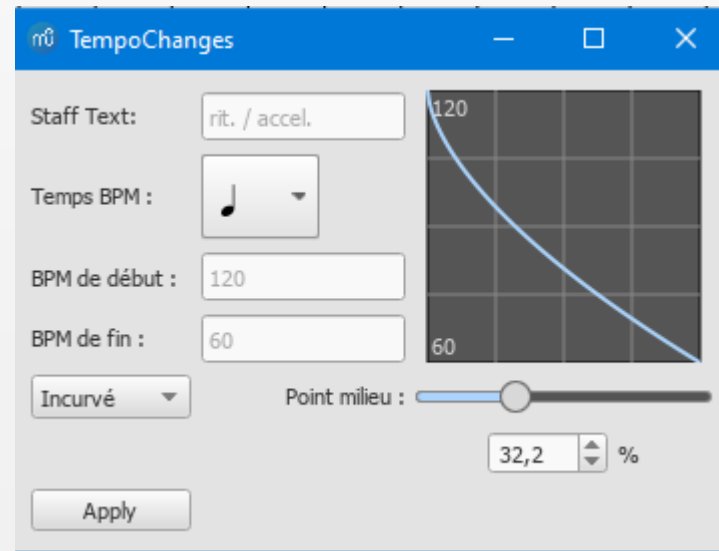 TempoChanges
Staff Text: rit. / accel.
Temps BPM :
BPM de début : 120
BPM de fin : 60
120
60
Incurvé
Point milieu :
32,2 %
Apply